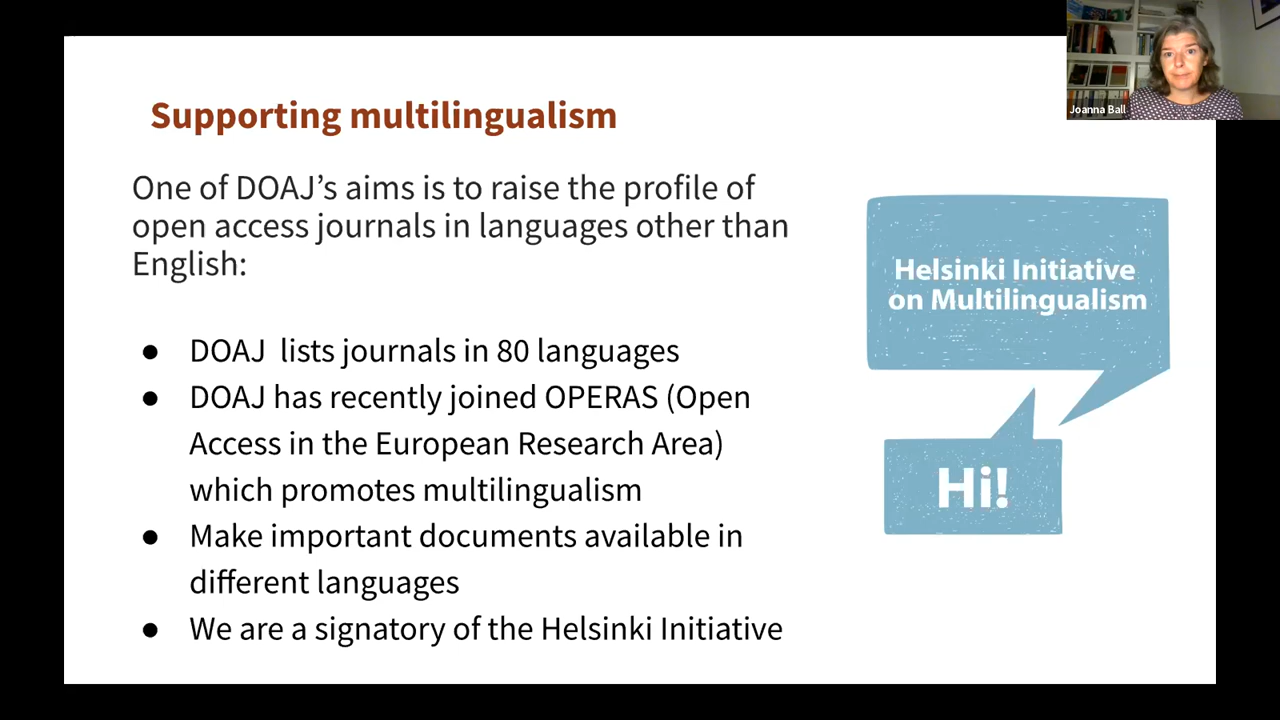 Supporting multilingualism
One of DOAJ’s aims is to raise the profile of
open access journals in languages other than
English:
● DOAJ  lists journals in 80 languages
● DOAJ has recently joined OPERAS (Open
Access in the European Research Area)
which promotes multilingualism
● Make important documents available in
different languages
● We are a signatory of the Helsinki Initiative
Helsinki Initiative
on Multilingualism
Hi!
Joanna Ball